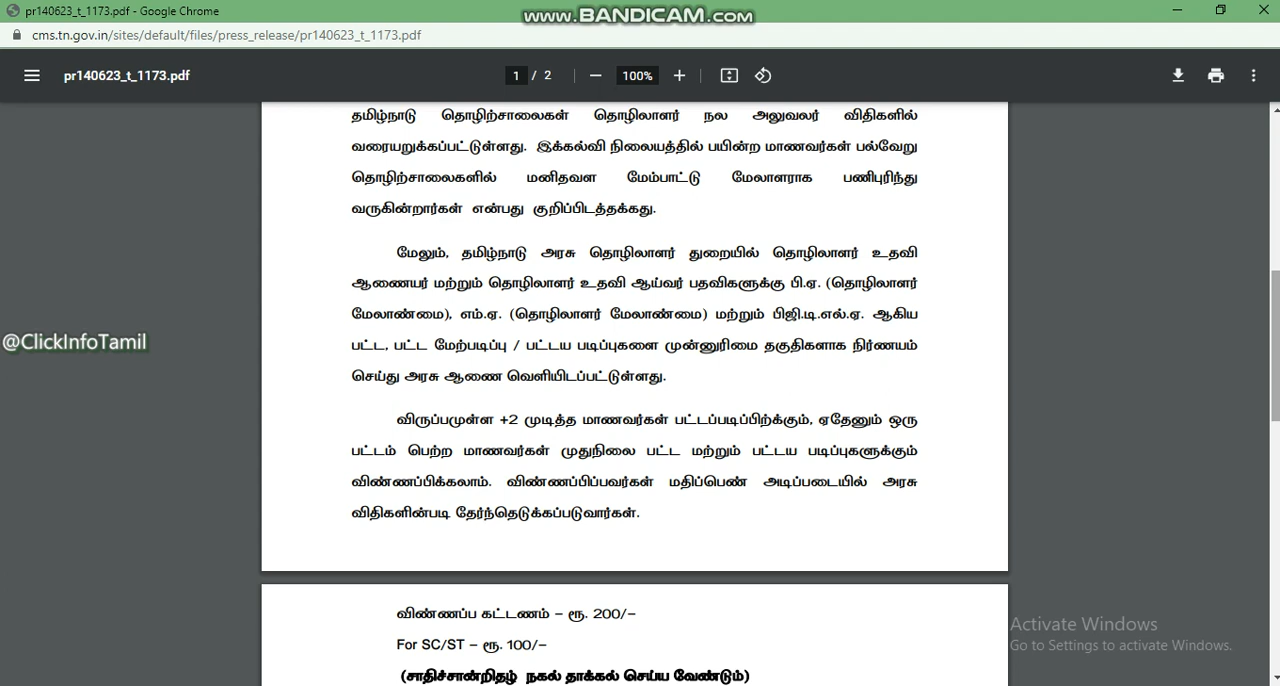 pr140623_t_1173.pdf - Google Chrome
www.BANDICAM.com
cms.tn.gov.in/sites/default/files/press_release/pr140623_t_1173.pdf
pr140623_t_1173.pdf
1 / 2
100%
தமிழ்நாடு தொழிற்சாலைகள் தொழிலாளர் நல அலுவலர் விதிகளில்
வரையறுக்கப்பட்டுள்ளது. இக்கல்வி நிலையத்தில் பயின்ற மாணவர்கள் பல்வேறு
தொழிற்சாலைகளில் மனிதவள மேம்பாட்டு மேலாளராக பணிபுரிந்து
வருகின்றார்கள் என்பது குறிப்பிடத்தக்கது.
மேலும், தமிழ்நாடு அரசு தொழிலாளர் துறையில் தொழிலாளர் உதவி
ஆணையர் மற்றும் தொழிலாளர் உதவி ஆய்வர் பதவிகளுக்கு பி.ஏ. (தொழிலாளர்
மேலாண்மை), எம்.ஏ. (தொழிலாளர் மேலாண்மை) மற்றும் பிஜி.டி.எல்.ஏ. ஆகிய
@ClickInfoTamil
பட்ட, பட்ட மேற்படிப்பு / பட்டய படிப்புகளை முன்னுரிமை தகுதிகளாக நிர்ணயம்
செய்து அரசு ஆணை வெளியிடப்பட்டுள்ளது.
விருப்பமுள்ள +2 முடித்த மாணவர்கள் பட்டப்படிப்பிற்க்கும், ஏதேனும் ஒரு
பட்டம் பெற்ற மாணவர்கள் முதுநிலை பட்ட மற்றும் பட்டய படிப்புகளுக்கும்
விண்ணப்பிக்கலாம். விண்ணப்பிப்பவர்கள் மதிப்பெண் அடிப்படையில் அரசு
விதிகளின்படி தேர்ந்தெடுக்கப்படுவார்கள்.
விண்ணப்ப கட்டணம் – ரூ. 200/–
For SC/ST – ரூ. 100/–
(சாதிச்சான்றிதழ் நகல் தாக்கல் செய்ய வேண்டும்)
Activate Windows
Go to Settings to activate Windows.